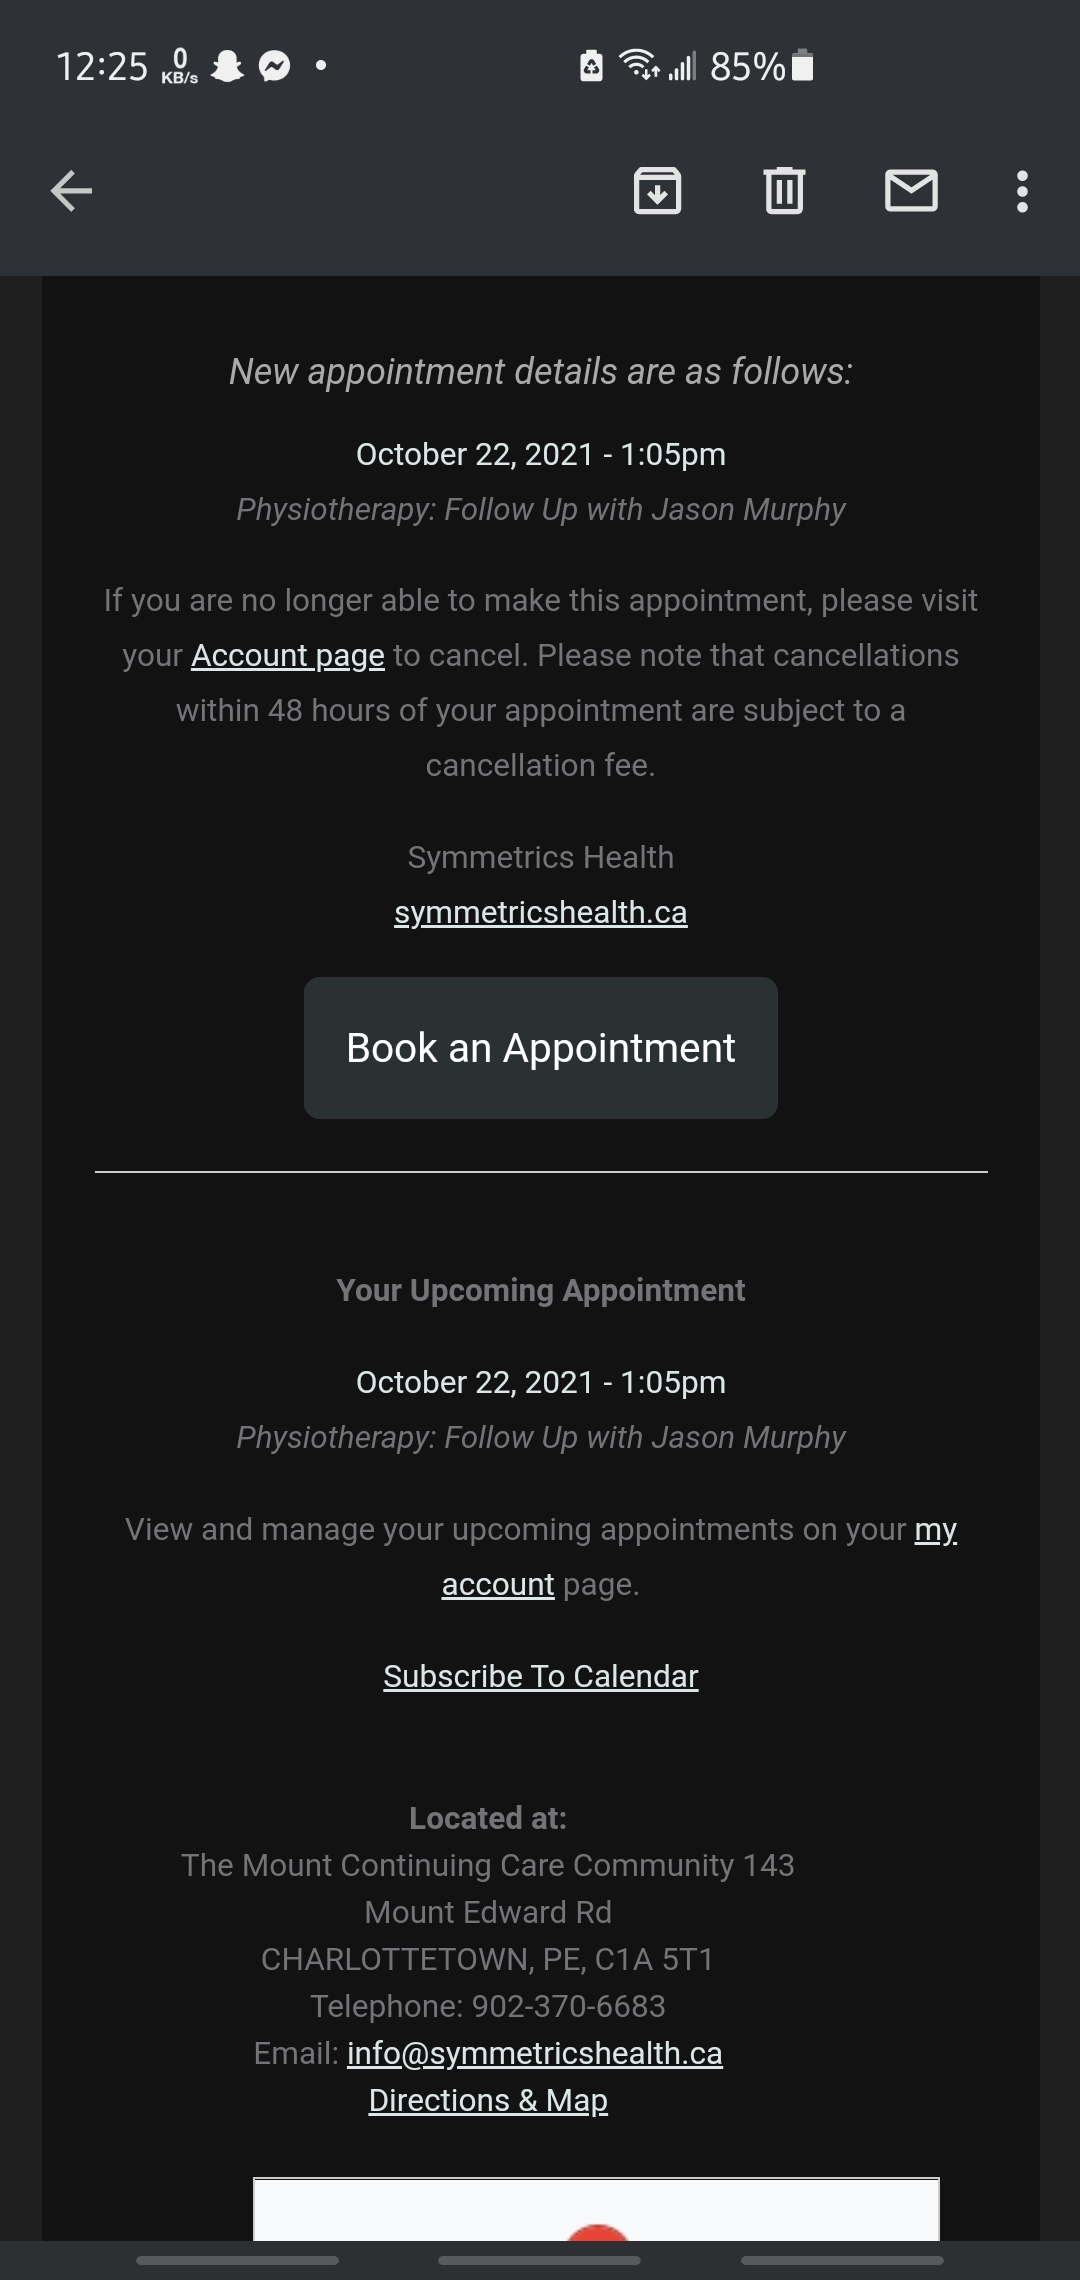 12:25 0 KB/s 85%
New appointment details are as follows:
October 22, 2021 - 1:05pm
Physiotherapy: Follow Up with Jason Murphy
If you are no longer able to make this appointment, please visit
your Account page to cancel. Please note that cancellations
within 48 hours of your appointment are subject to a
cancellation fee.
Symmetrics Health
symmetricshealth.ca
Book an Appointment
Your Upcoming Appointment
October 22, 2021 - 1:05pm
Physiotherapy: Follow Up with Jason Murphy
View and manage your upcoming appointments on your my
account page.
Subscribe To Calendar
Located at:
The Mount Continuing Care Community 143
Mount Edward Rd
CHARLOTTETOWN, PE, C1A 5T1
Telephone: 902-370-6683
Email: info@symmetricshealth.ca
Directions & Map